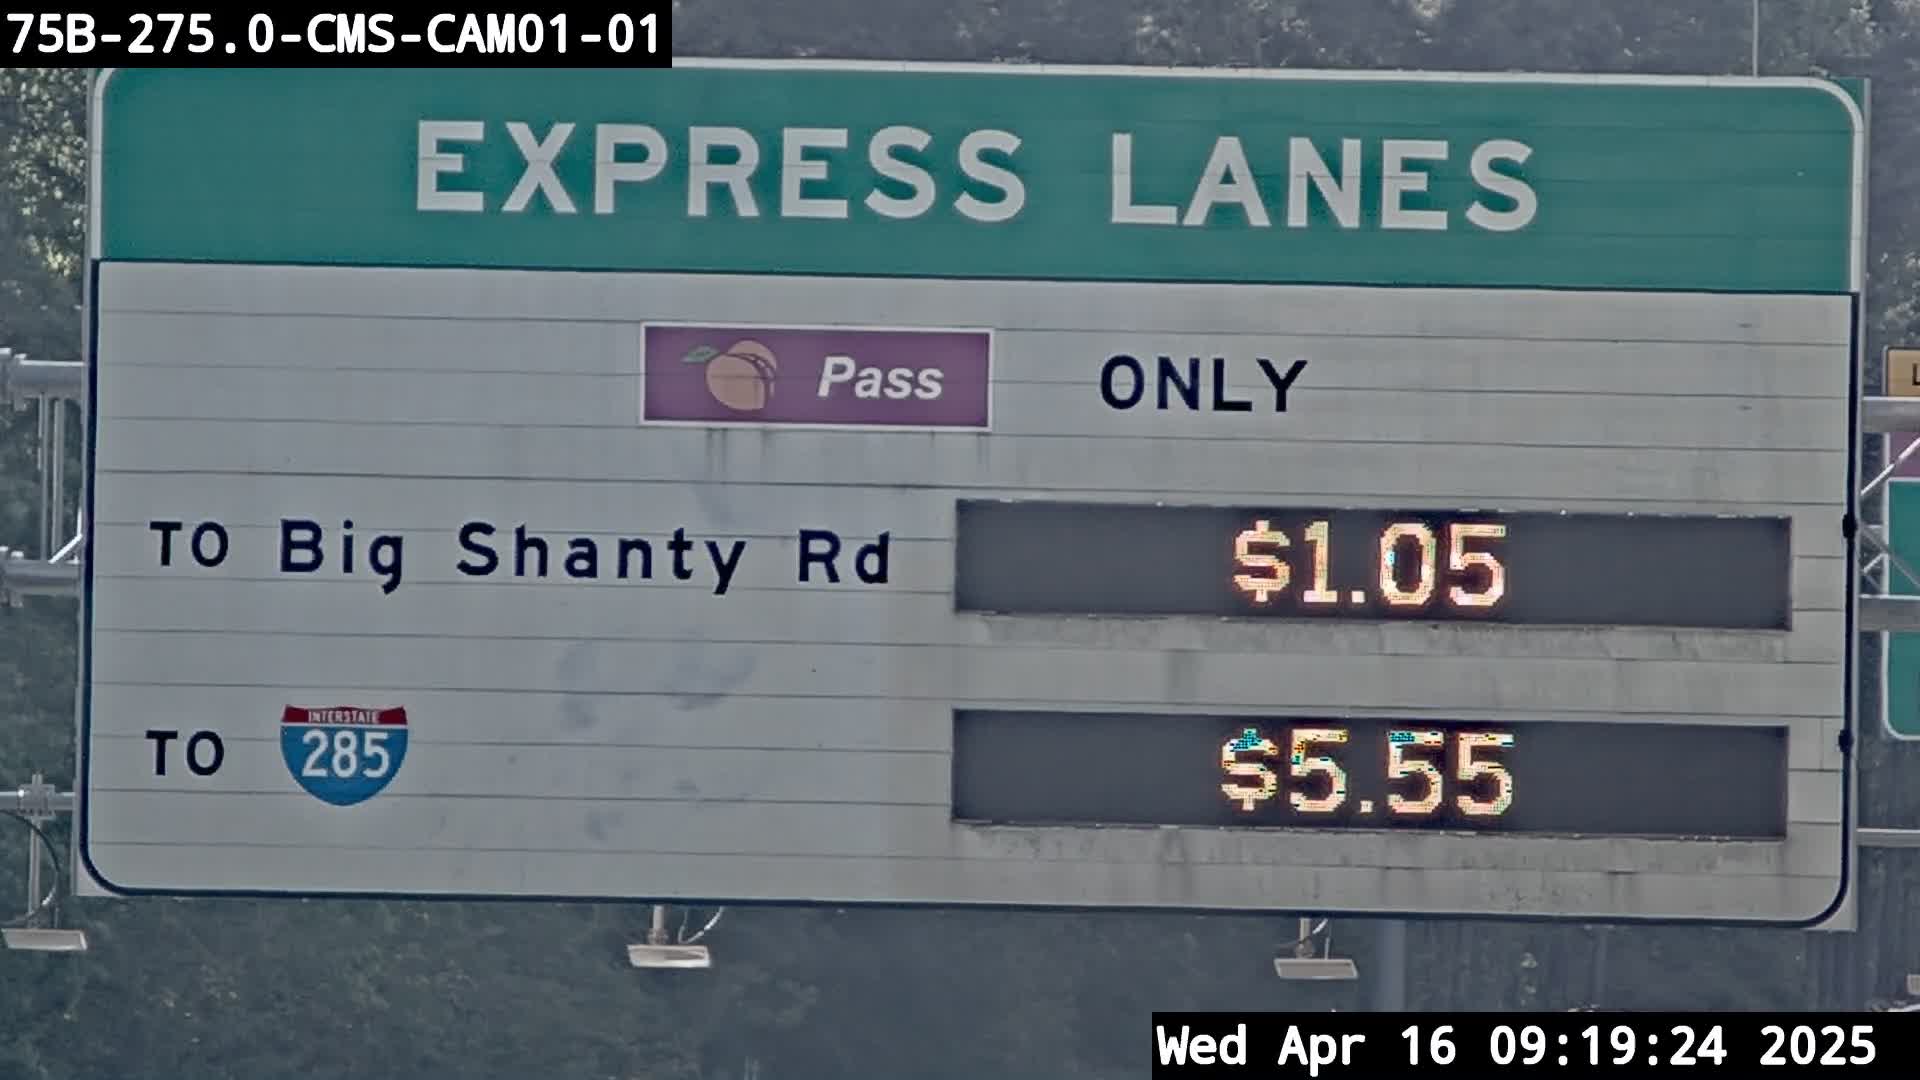 75B-275.0-CMS-CAM01-01
EXPRESS LANES
Pass ONLY
TO Big Shanty Rd $1.05
TO INTERSTATE 285 $5.55
Wed Apr 16 09:19:24 2025